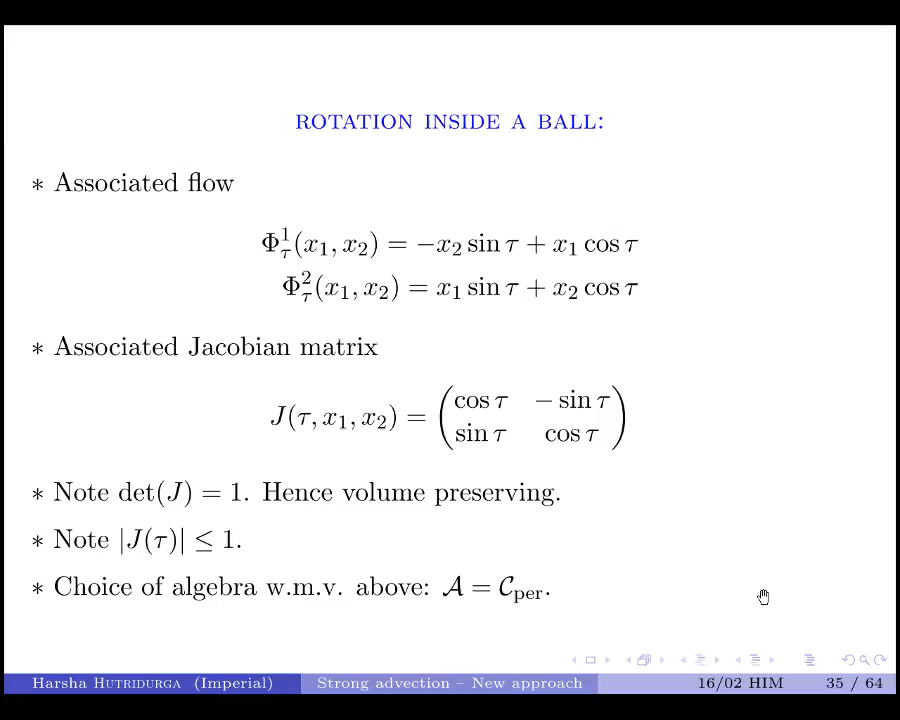 ROTATION INSIDE A BALL:
∗ Associated flow
Φ¹_τ(x₁, x₂) = −x₂ sin τ + x₁ cos τ
Φ²_τ(x₁, x₂) = x₁ sin τ + x₂ cos τ
∗ Associated Jacobian matrix
J(τ, x₁, x₂) = ( cos τ − sin τ
sin τ cos τ )
∗ Note det(J) = 1. Hence volume preserving.
∗ Note |J(τ)| ≤ 1.
∗ Choice of algebra w.m.v. above: 𝒜 = 𝒞_per.
Harsha HUTRIDURGA (Imperial) Strong advection – New approach 16/02 HIM 35 / 64